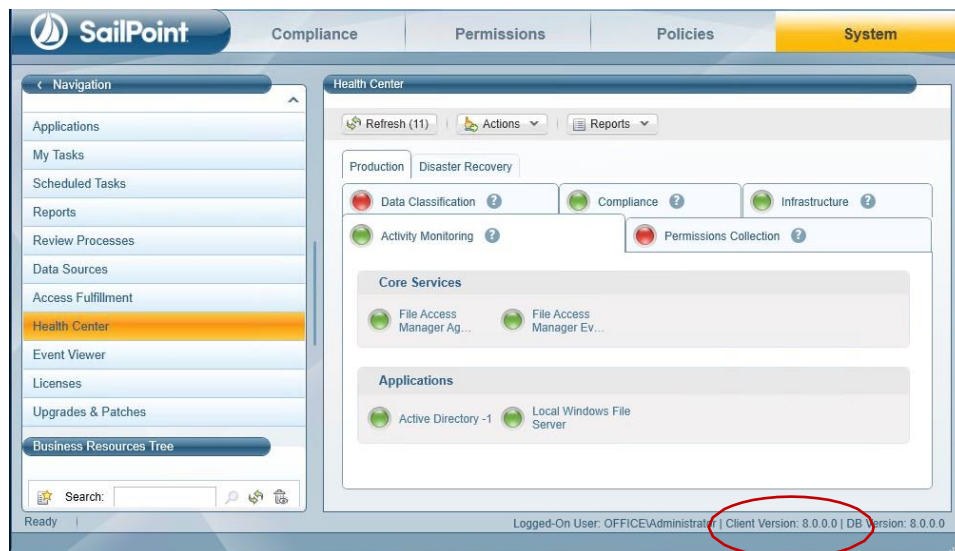 SailPoint
Compliance
Permissions
Policies
System
Navigation
Applications
My Tasks
Scheduled Tasks
Reports
Review Processes
Data Sources
Access Fulfillment
Health Center
Event Viewer
Licenses
Upgrades & Patches
Business Resources Tree
Search:
Health Center
Refresh (11)
Actions
Reports
Production
Disaster Recovery
Data Classification ?
Compliance ?
Infrastructure ?
Activity Monitoring ?
Permissions Collection ?
Core Services
File Access
Manager Ag...
File Access
Manager Ev...
Applications
Active Directory -1
Local Windows File
Server
Ready
Logged-On User: OFFICE\Administrator | Client Version: 8.0.0.0 | DB Version: 8.0.0.0